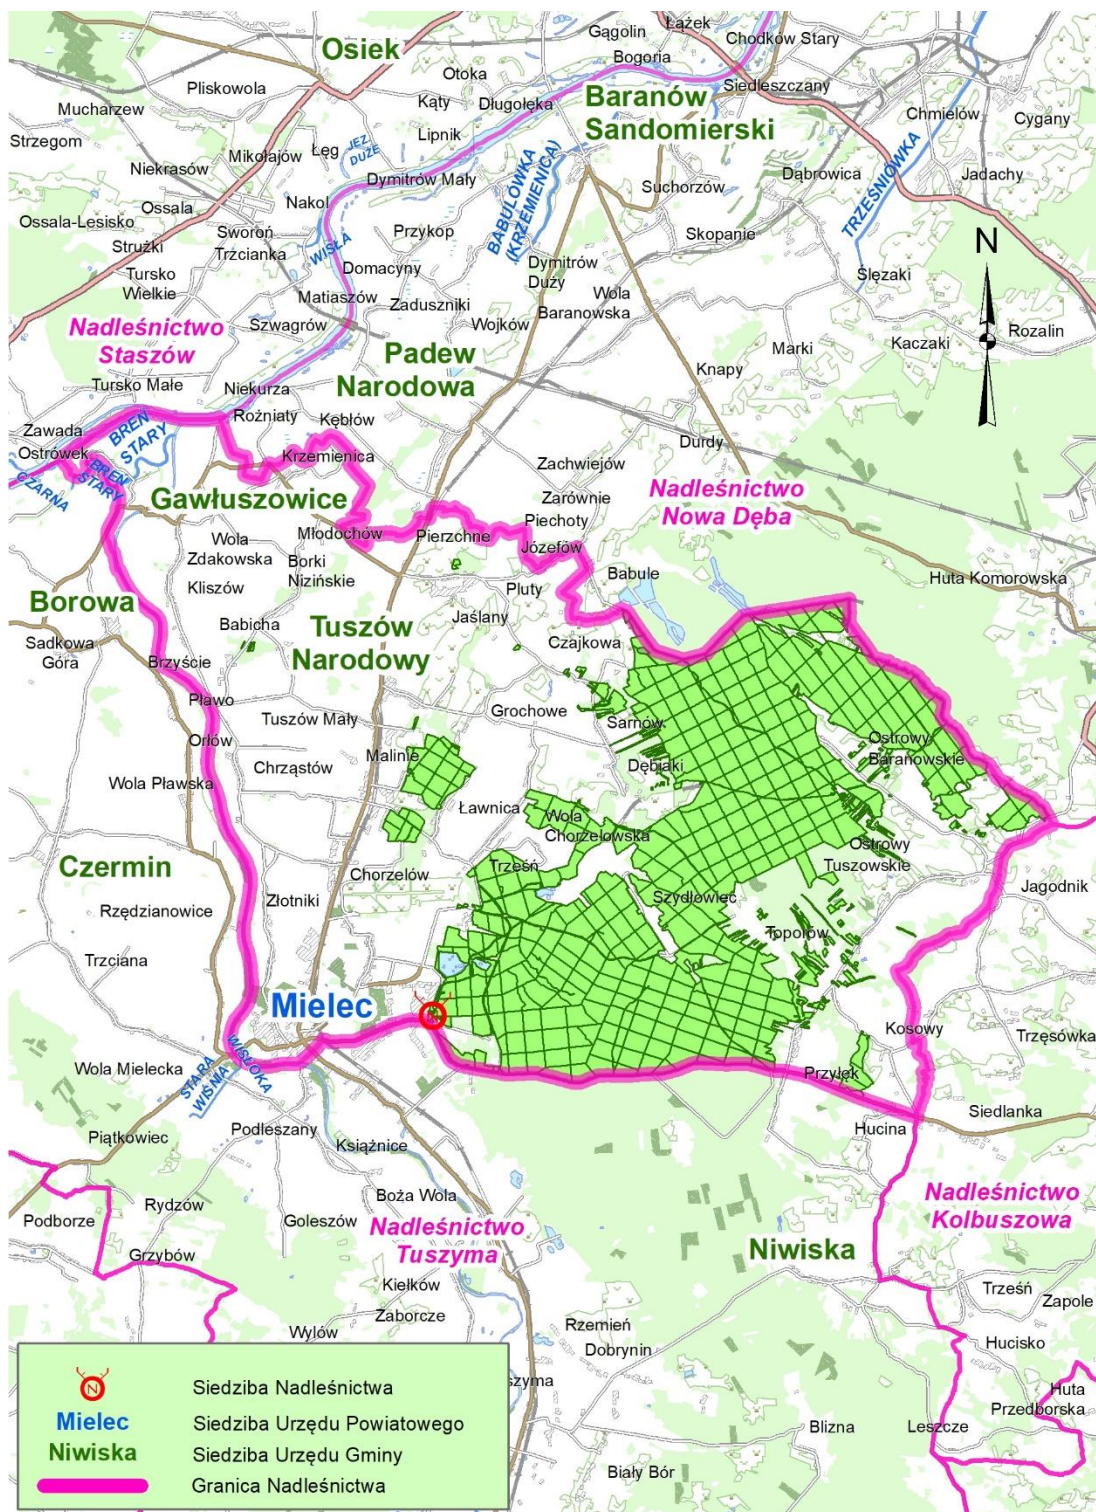 Osiek
Gągolin
Łążek
Chodków Stary
Bogoria
Otoka
Pliskowola
Kąty
Długołęka
Siedleszczany
Baranów
Sandomierski
Mucharzew
Chmielów
Cygany
Strzegom
Lipnik
Mikołajów
Łęg
JEZ.
DUŻE
Niekrasów
Dymitrów Mały
BABULÓWKA
(KRZEMIENICA)
Suchorzów
Dąbrowica
TRZEŚNIÓWKA
Jadachy
Ossala
Ossala-Lesisko
Nakol
Sworoń
Strużki
Trzcianka
WISŁA
Przykop
Skopanie
N
Tursko
Wielkie
Domacyny
Dymitrów
Duży
Ślęzaki
Matiaszów
Zaduszniki
Wola
Baranowska
Nadleśnictwo
Staszów
Szwagrów
Wojków
Rozalin
Kaczaki
Marki
Padew
Narodowa
Knapy
Tursko Małe
Niekurza
Rożniaty
Kębłów
Zawada
Ostrówek
BREŃ
STARY
BREŃ
STARY
CZARNA
Krzemienica
Durdy
Zachwiejów
Gawłuszowice
Zarównie
Nadleśnictwo
Nowa Dęba
Młodochów
Pierzchne
Piechoty
Józefów
Wola
Zdakowska
Borki
Nizińskie
Kliszów
Pluty
Babule
Huta Komorowska
Borowa
Babicha
Tuszów
Narodowy
Jaślany
Czajkowa
Sadkowa
Góra
Brzyście
Pławo
Tuszów Mały
Grochowe
Sarnów
Orłów
Malinie
Ostrowy
Baranowskie
Chrząstów
Dębiaki
Wola Pławska
Ławnica
Wola
Chorzelowska
Ostrowy
Tuszowskie
Czermin
Chorzelów
Trześń
Szydłowiec
Jagodnik
Złotniki
Rzędzianowice
Topolów
Trzciana
Mielec
Kosowy
Trzęsówka
Wola Mielecka
STARA
WIŚNIA
WISŁOKA
Przyłęk
Siedlanka
Piątkowiec
Podleszany
Książnice
Hucina
Boża Wola
Rydzów
Podborze
Goleszów
Nadleśnictwo
Tuszyma
Nadleśnictwo
Kolbuszowa
Niwiska
Grzybów
Kiełków
Zaborcze
Trześń
Zapole
Rzemień
Dobrynin
Wylów
Hucisko
szyma
Huta
Przedborska
Leszcze
Blizna
Biały Bór
N
Siedziba Nadleśnictwa
Mielec
Siedziba Urzędu Powiatowego
Niwiska
Siedziba Urzędu Gminy
Granica Nadleśnictwa